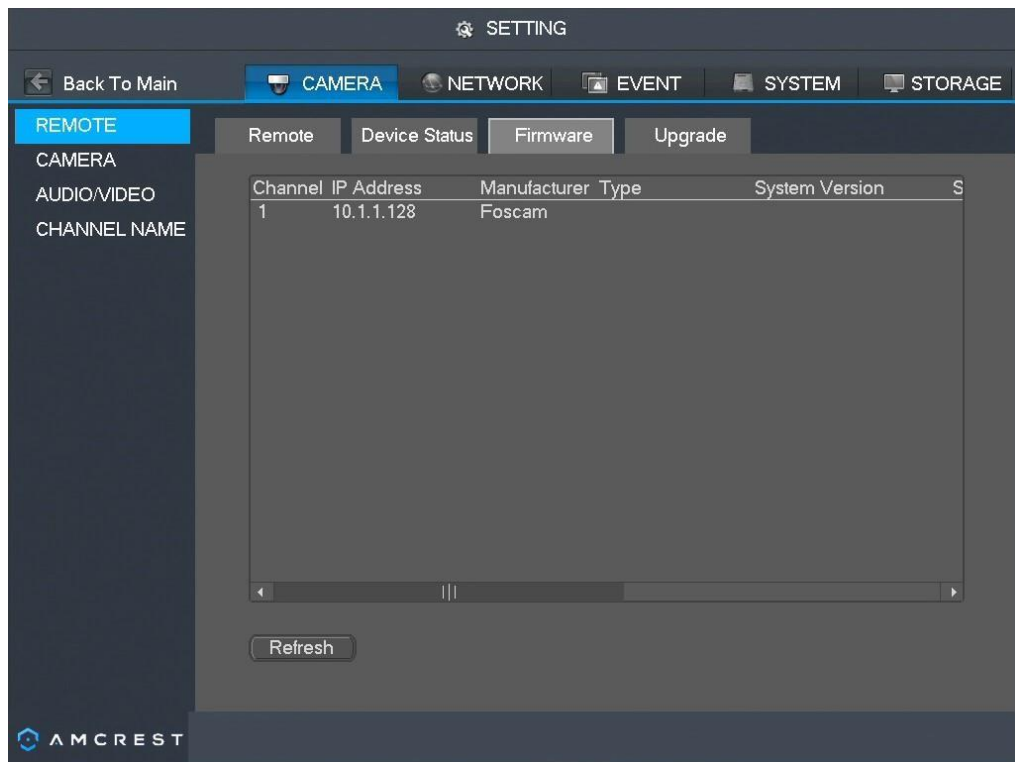 SETTING
Back To Main CAMERA NETWORK EVENT SYSTEM STORAGE
REMOTE
CAMERA
AUDIO/VIDEO
CHANNEL NAME
Remote Device Status Firmware Upgrade
Channel IP Address Manufacturer Type System Version S
1 10.1.1.128 Foscam
Refresh
AMCREST